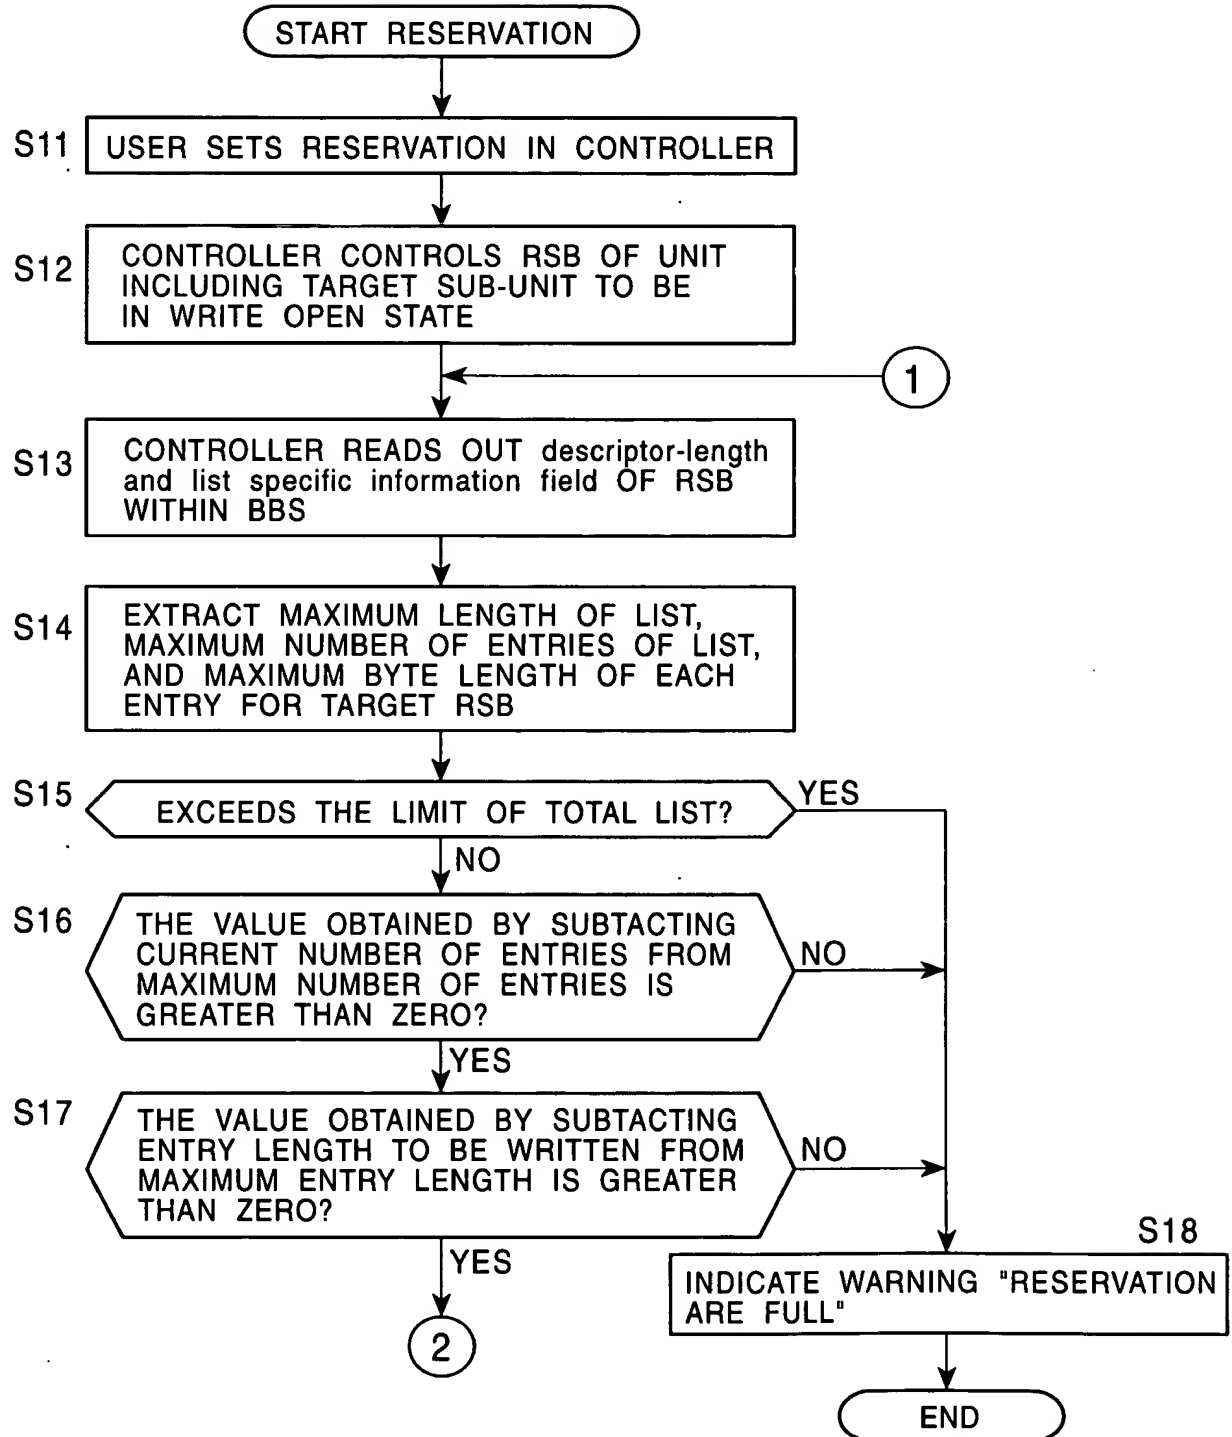 START RESERVATION
S11
USER SETS RESERVATION IN CONTROLLER
S12
CONTROLLER CONTROLS RSB OF UNIT
INCLUDING TARGET SUB-UNIT TO BE
IN WRITE OPEN STATE
1
S13
CONTROLLER READS OUT descriptor-length
and list specific information field OF RSB
WITHIN BBS
S14
EXTRACT MAXIMUM LENGTH OF LIST,
MAXIMUM NUMBER OF ENTRIES OF LIST,
AND MAXIMUM BYTE LENGTH OF EACH
ENTRY FOR TARGET RSB
S15
EXCEEDS THE LIMIT OF TOTAL LIST?
YES
NO
S16
THE VALUE OBTAINED BY SUBTACTING
CURRENT NUMBER OF ENTRIES FROM
MAXIMUM NUMBER OF ENTRIES IS
GREATER THAN ZERO?
NO
YES
S17
THE VALUE OBTAINED BY SUBTACTING
ENTRY LENGTH TO BE WRITTEN FROM
MAXIMUM ENTRY LENGTH IS GREATER
THAN ZERO?
NO
YES
2
S18
INDICATE WARNING "RESERVATION
ARE FULL"
END